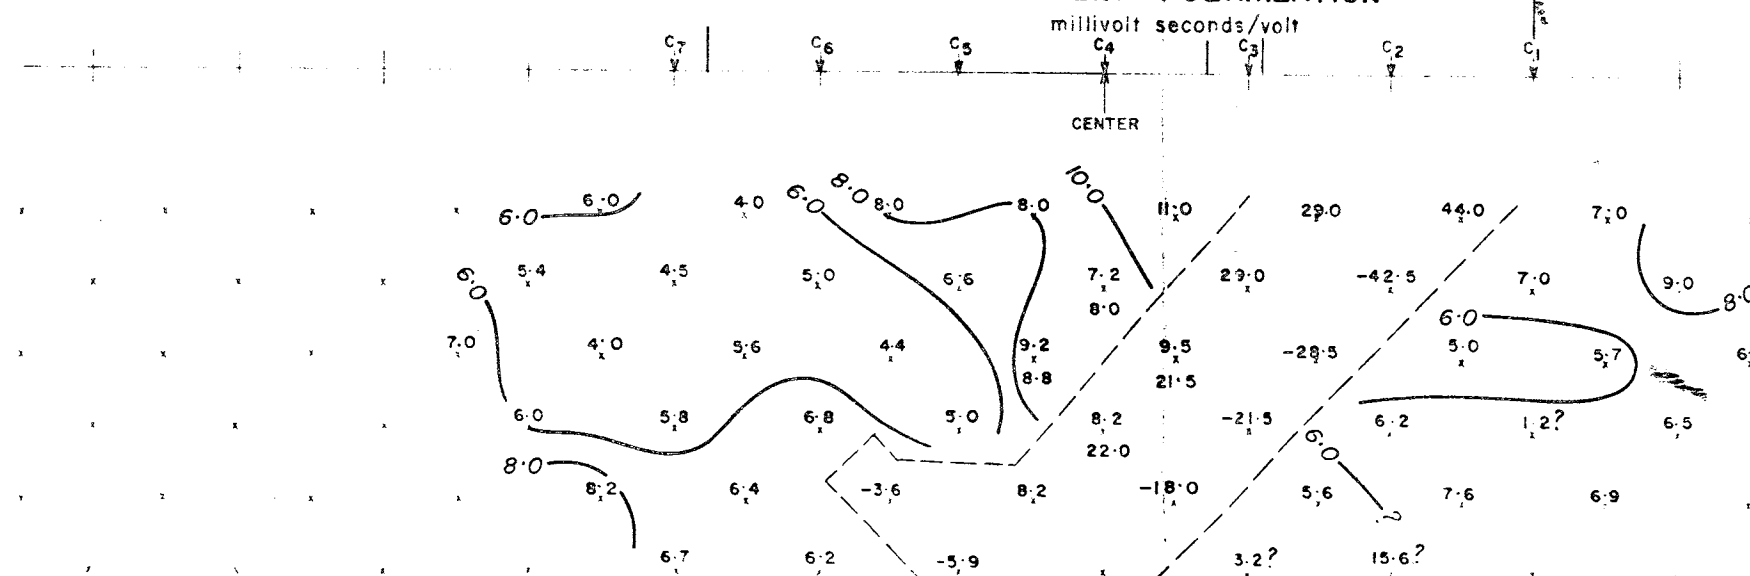 millivolt seconds/volt
C7 C6 C5 C4 C3 C2 C1
CENTER
6.0 6.0 4.0 6.0 8.0 8.0 8.0 10.0 11.0 29.0 44.0 7.0
6.0 5.4 4.5 5.0 6.6 7.2 29.0 -42.5 7.0 9.0
8.0 6.0 8.0
7.0 4.0 5.6 4.4 9.2 9.5 -28.5 5.0 5.7
8.8 21.5
6.0 5.8 6.8 5.0 8.2 -21.5 6.2 1.2? 6.5
22.0 6.0
8.0
8.2 6.4 -3.6 8.2 -18.0 5.6 7.6 6.9
?
6.7 6.2 -5.9 3.2? 15.6?